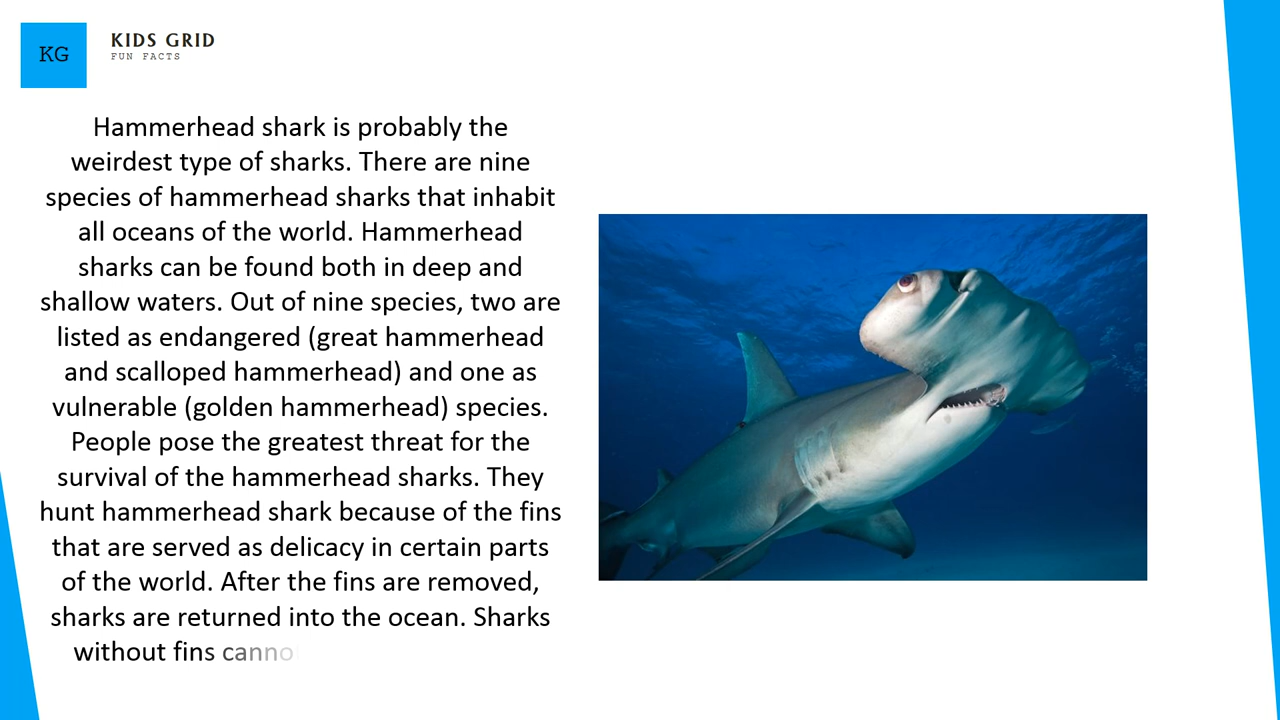 KG
KIDS GRID
FUN FACTS
Hammerhead shark is probably the
weirdest type of sharks. There are nine
species of hammerhead sharks that inhabit
all oceans of the world. Hammerhead
sharks can be found both in deep and
shallow waters. Out of nine species, two are
listed as endangered (great hammerhead
and scalloped hammerhead) and one as
vulnerable (golden hammerhead) species.
People pose the greatest threat for the
survival of the hammerhead sharks. They
hunt hammerhead shark because of the fins
that are served as delicacy in certain parts
of the world. After the fins are removed,
sharks are returned into the ocean. Sharks
without fins canno